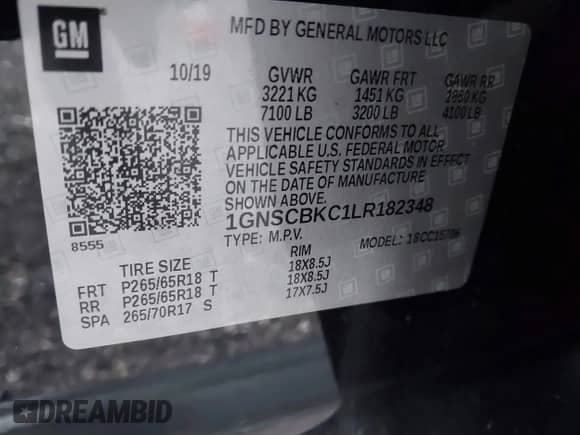 GM
MFD BY GENERAL MOTORS LLC
10/19 GVWR GAWR FRT GAWR RR
3221 KG 1451 KG 1860 KG
7100 LB 3200 LB 4100 LB
THIS VEHICLE CONFORMS TO ALL
APPLICABLE U.S. FEDERAL MOTOR
VEHICLE SAFETY STANDARDS IN EFFECT
ON THE DATE OF MANUFACTURE
SHOWN ABOVE.
1GNSCBKC1LR182348
8555 TYPE: M.P.V. MODEL:
TIRE SIZE RIM
FRT P265/65R18 T 18X8.5J
RR P265/65R18 T 18X8.5J
SPA 265/70R17 S 17X7.5J
DREAMBID